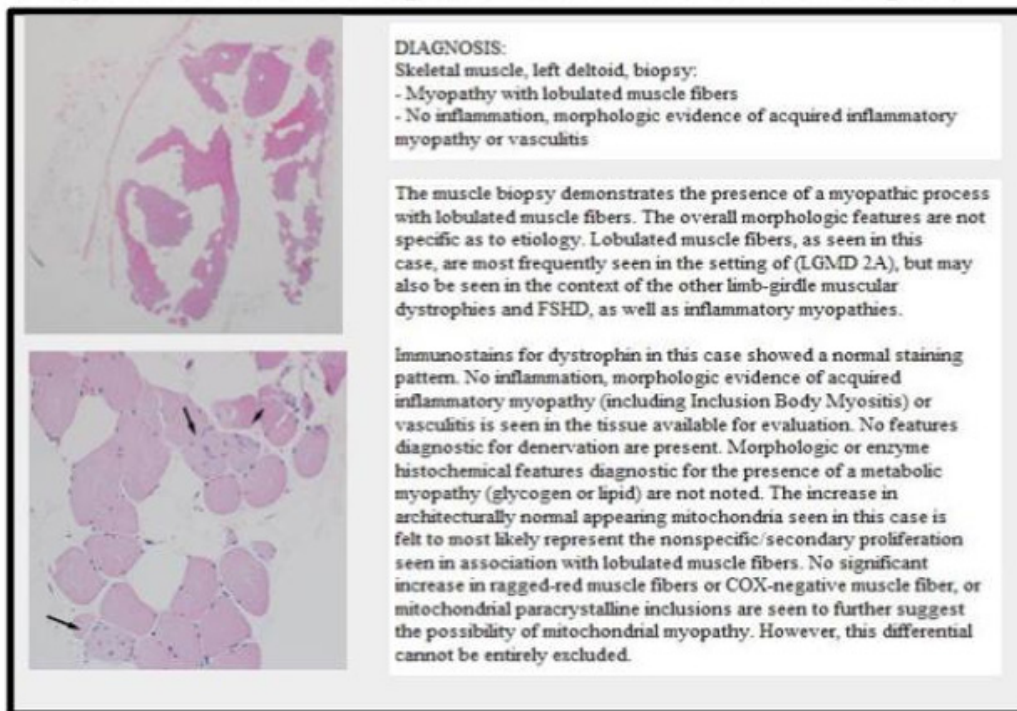 DIAGNOSIS:
Skeletal muscle, left deltoid, biopsy:
- Myopathy with lobulated muscle fibers
- No inflammation, morphologic evidence of acquired inflammatory
myopathy or vasculitis
The muscle biopsy demonstrates the presence of a myopathic process
with lobulated muscle fibers. The overall morphologic features are not
specific as to etiology. Lobulated muscle fibers, as seen in this
case, are most frequently seen in the setting of (LGMD 2A), but may
also be seen in the context of the other limb-girdle muscular
dystrophies and FSHD, as well as inflammatory myopathies.
Immunostains for dystrophin in this case showed a normal staining
pattern. No inflammation, morphologic evidence of acquired
inflammatory myopathy (including Inclusion Body Myositis) or
vasculitis is seen in the tissue available for evaluation. No features
diagnostic for denervation are present. Morphologic or enzyme
histochemical features diagnostic for the presence of a metabolic
myopathy (glycogen or lipid) are not noted. The increase in
architecturally normal appearing mitochondria seen in this case is
felt to most likely represent the nonspecific/secondary proliferation
seen in association with lobulated muscle fibers. No significant
increase in ragged-red muscle fibers or COX-negative muscle fiber, or
mitochondrial paracrystalline inclusions are seen to further suggest
the possibility of mitochondrial myopathy. However, this differential
cannot be entirely excluded.